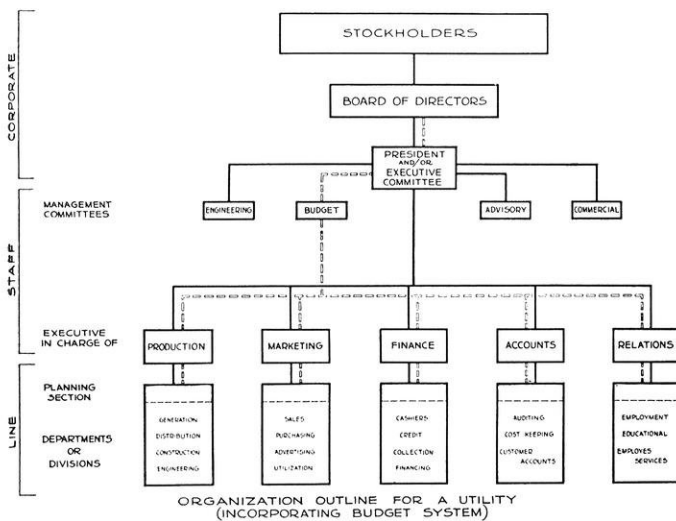 CORPORATE
STOCKHOLDERS
BOARD OF DIRECTORS
PRESIDENT
AND/OR
EXECUTIVE
COMMITTEE
STAFF
MANAGEMENT
COMMITTEES
ENGINEERING
BUDGET
ADVISORY
COMMERCIAL
EXECUTIVE
IN CHARGE OF
PRODUCTION
MARKETING
FINANCE
ACCOUNTS
RELATIONS
LINE
PLANNING
SECTION
DEPARTMENTS
OR
DIVISIONS
GENERATION
DISTRIBUTION
CONSTRUCTION
ENGINEERING
SALES
PURCHASING
ADVERTISING
UTILIZATION
CASHIERS
CREDIT
COLLECTION
FINANCING
AUDITING
COST KEEPING
CUSTOMER
ACCOUNTS
EMPLOYMENT
EDUCATIONAL
EMPLOYES
SERVICES
ORGANIZATION OUTLINE FOR A UTILITY
(INCORPORATING BUDGET SYSTEM)